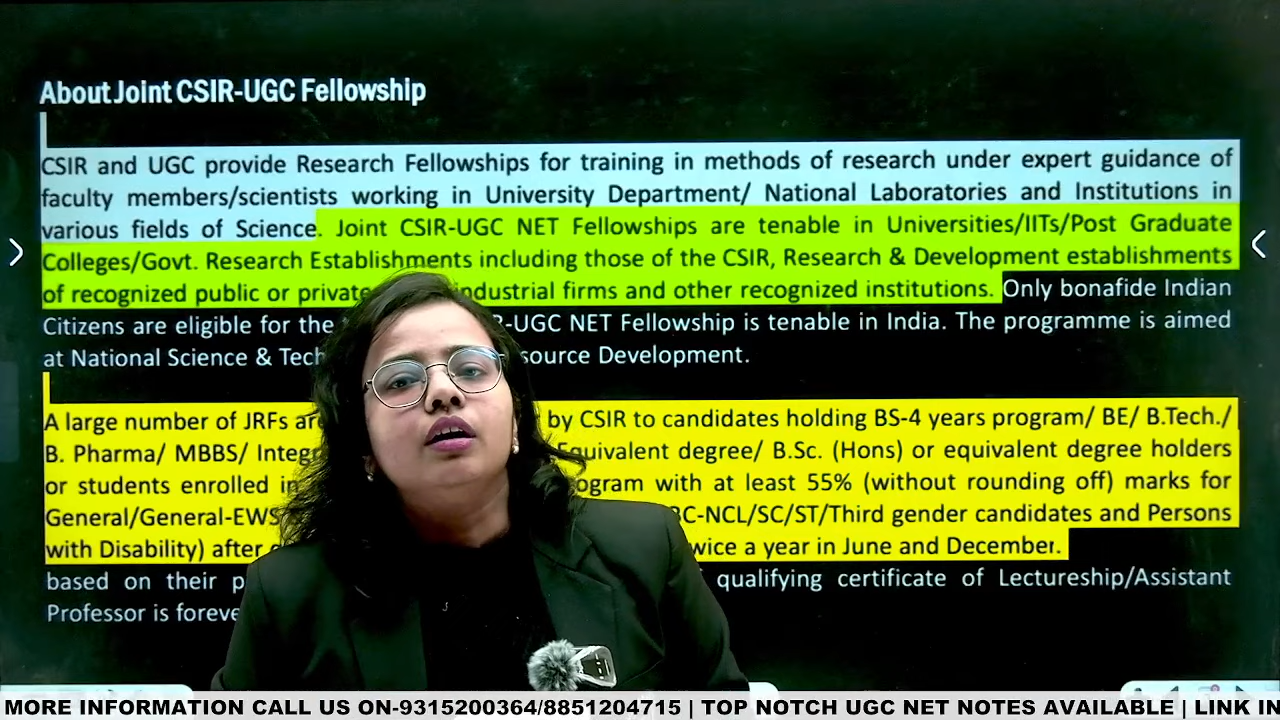 About Joint CSIR-UGC Fellowship
CSIR and UGC provide Research Fellowships for training in methods of research under expert guidance of
faculty members/scientists working in University Department/ National Laboratories and Institutions in
various fields of Science. Joint CSIR-UGC NET Fellowships are tenable in Universities/IITs/Post Graduate
Colleges/Govt. Research Establishments including those of the CSIR, Research & Development establishments
of recognized public or private industrial firms and other recognized institutions. Only bonafide Indian
Citizens are eligible for the R-UGC NET Fellowship is tenable in India. The programme is aimed
at National Science & Tech source Development.
A large number of JRFs ar by CSIR to candidates holding BS-4 years program/ BE/ B.Tech./
B. Pharma/ MBBS/ Integ Equivalent degree/ B.Sc. (Hons) or equivalent degree holders
or students enrolled in ogram with at least 55% (without rounding off) marks for
General/General-EWS BC-NCL/SC/ST/Third gender candidates and Persons
with Disability) after wice a year in June and December.
based on their p qualifying certificate of Lectureship/Assistant
Professor is foreve
MORE INFORMATION CALL US ON-9315200364/8851204715 | TOP NOTCH UGC NET NOTES AVAILABLE | LINK IN